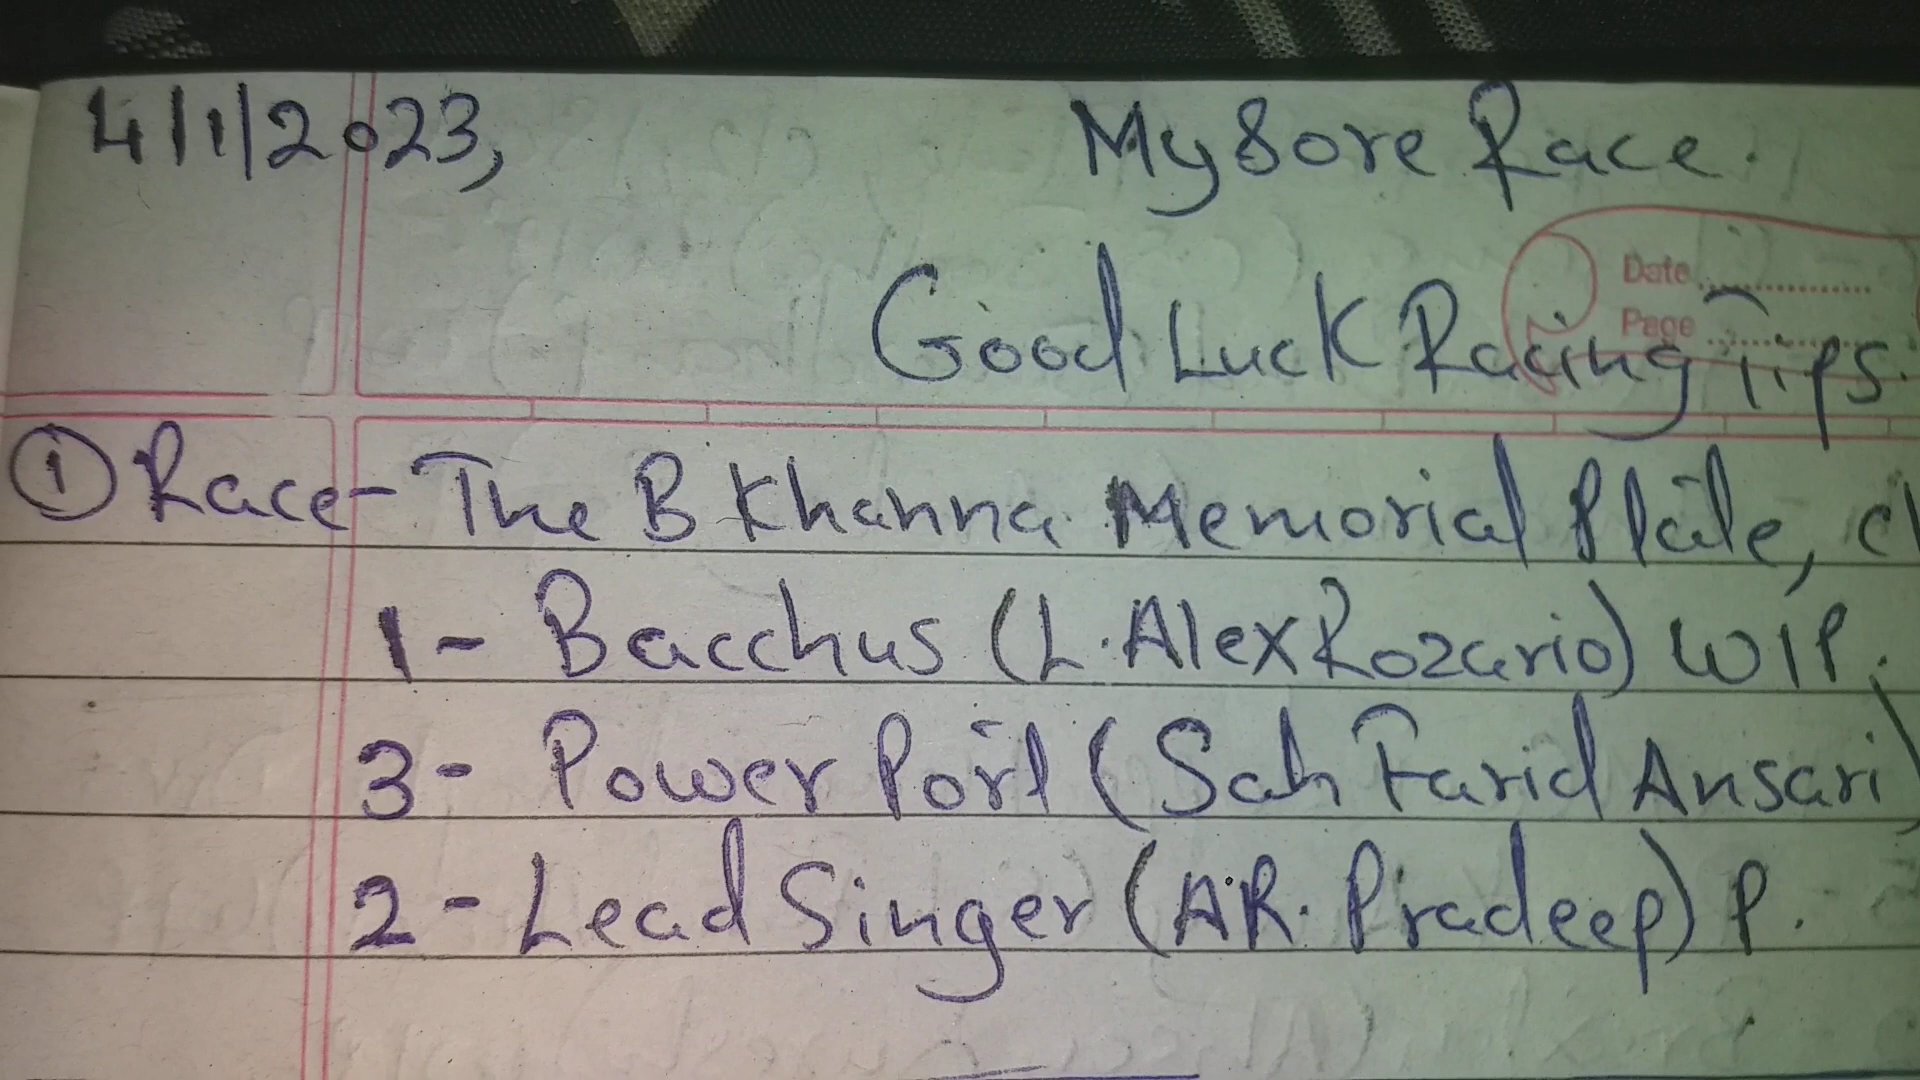 4/1/2023, Mysore Race.
Date
Page
Good Luck Racing Tips.
① Race - The B Khanna Memorial Plate, cl
1 - Bacchus (L. Alex Rozario) W/P.
3 - Power Port (Sah Farid Ansari)
2 - Lead Singer (AR. Pradeep) P.